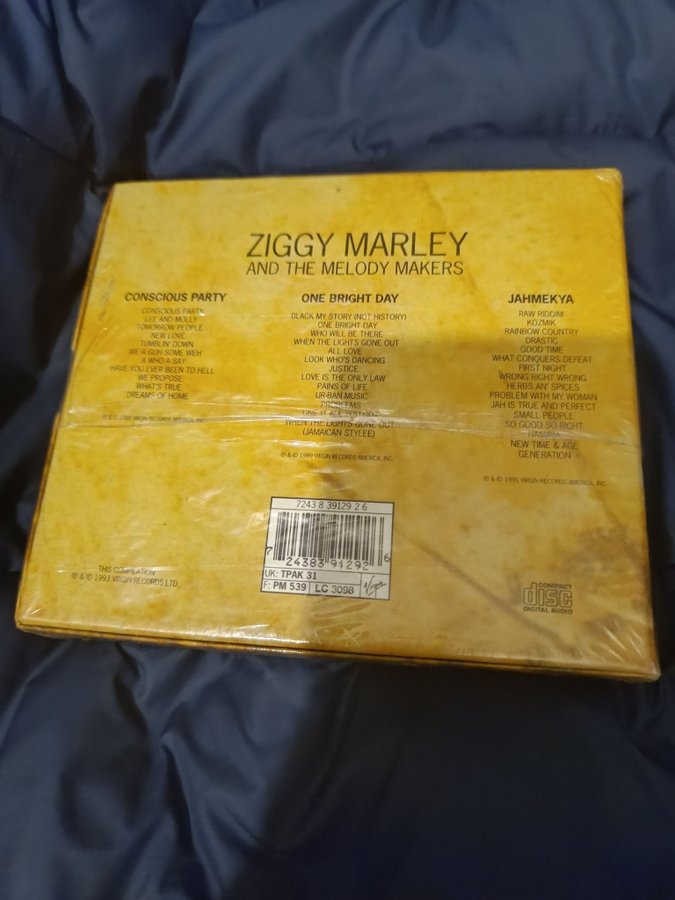 ZIGGY MARLEY
AND THE MELODY MAKERS
CONSCIOUS PARTY
CONSCIOUS PARTY
LEE AND MOLLY
TOMORROW PEOPLE
NEW LOVE
TUMBLIN' DOWN
WE A GUH SOME WEH
A WHO A SAY
HAVE YOU EVER BEEN TO HELL
WE PROPOSE
WHAT'S TRUE
DREAMS OF HOME
℗ & © 1988 VIRGIN RECORDS AMERICA, INC.
ONE BRIGHT DAY
BLACK MY STORY (NOT HISTORY)
ONE BRIGHT DAY
WHO WILL BE THERE
WHEN THE LIGHTS GONE OUT
ALL LOVE
LOOK WHO'S DANCING
JUSTICE
LOVE IS THE ONLY LAW
PAINS OF LIFE
UR-BAN MUSIC
PROBLEMS
WHEN THE LIGHTS GONE OUT
(JAMAICAN STYLEE)
℗ & © 1989 VIRGIN RECORDS AMERICA, INC.
JAHMEKYA
RAW RIDDIM
KOZMIK
RAINBOW COUNTRY
DRASTIC
GOOD TIME
WHAT CONQUERS DEFEAT
FIRST NIGHT
WRONG RIGHT WRONG
HERBS AN' SPICES
PROBLEM WITH MY WOMAN
JAH IS TRUE AND PERFECT
SMALL PEOPLE
SO GOOD SO RIGHT
NEW TIME & AGE
GENERATION
℗ & © 1991 VIRGIN RECORDS AMERICA, INC.
7243 8 39129 2 6
7 24383 91292 6
UK: TPAK 31
F: PM 539 LC 3098 Virgin
THIS COMPILATION
℗ & © 1993 VIRGIN RECORDS LTD.
COMPACT
disc
DIGITAL AUDIO